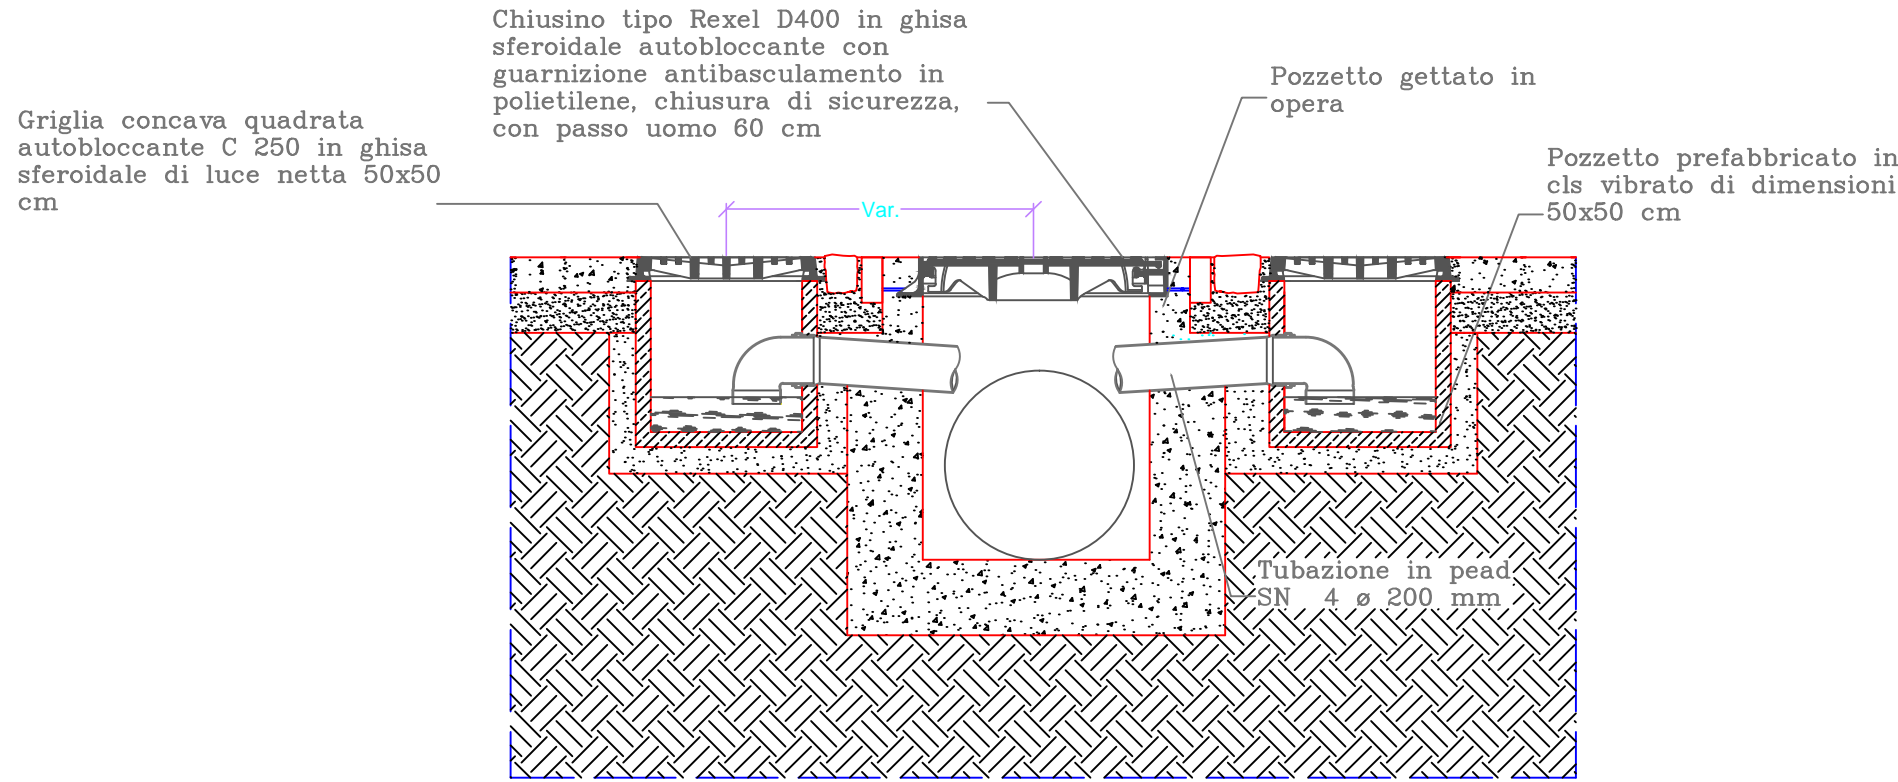 Chiusino tipo Rexel D400 in ghisa
sferoidale autobloccante con
guarnizione antibasculamento in
polietilene, chiusura di sicurezza,
con passo uomo 60 cm
Pozzetto gettato in
opera
Griglia concava quadrata
autobloccante C 250 in ghisa
sferoidale di luce netta 50x50
cm
Pozzetto prefabbricato in
cls vibrato di dimensioni
50x50 cm
Var.
Tubazione in pead
SN 4 ø 200 mm